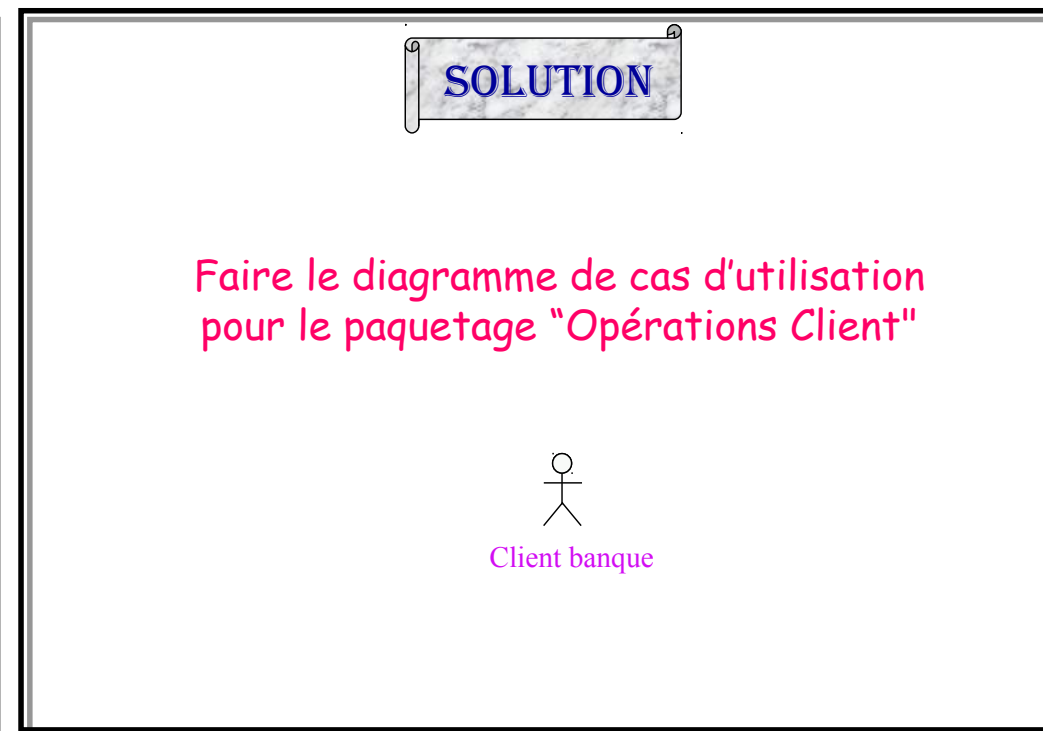 SOLUTION
Faire le diagramme de cas d'utilisation
pour le paquetage “Opérations Client"
Client banque